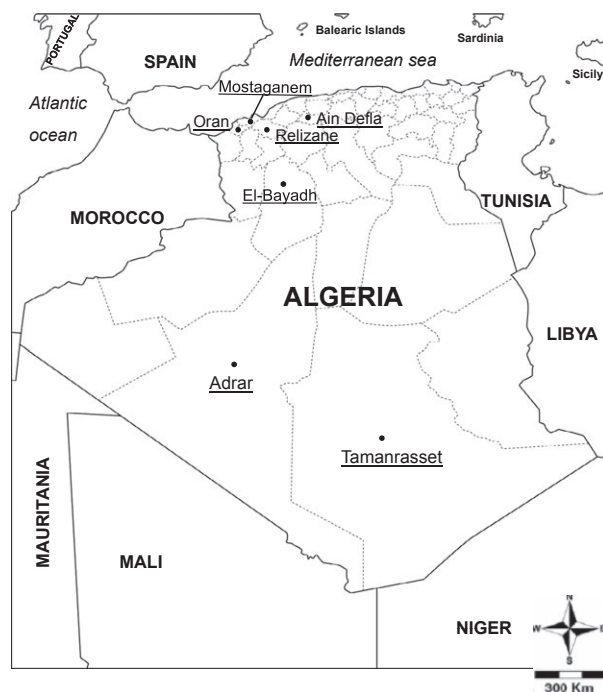 PORTUGAL
SPAIN
Balearic Islands
Sardinia
Mediterranean sea
Sicily
Mostaganem
Atlantic
ocean
Oran
Ain Defla
Relizane
El-Bayadh
TUNISIA
MOROCCO
ALGERIA
LIBYA
Adrar
Tamanrasset
MAURITANIA
MALI
NIGER
N
W
E
S
300 Km